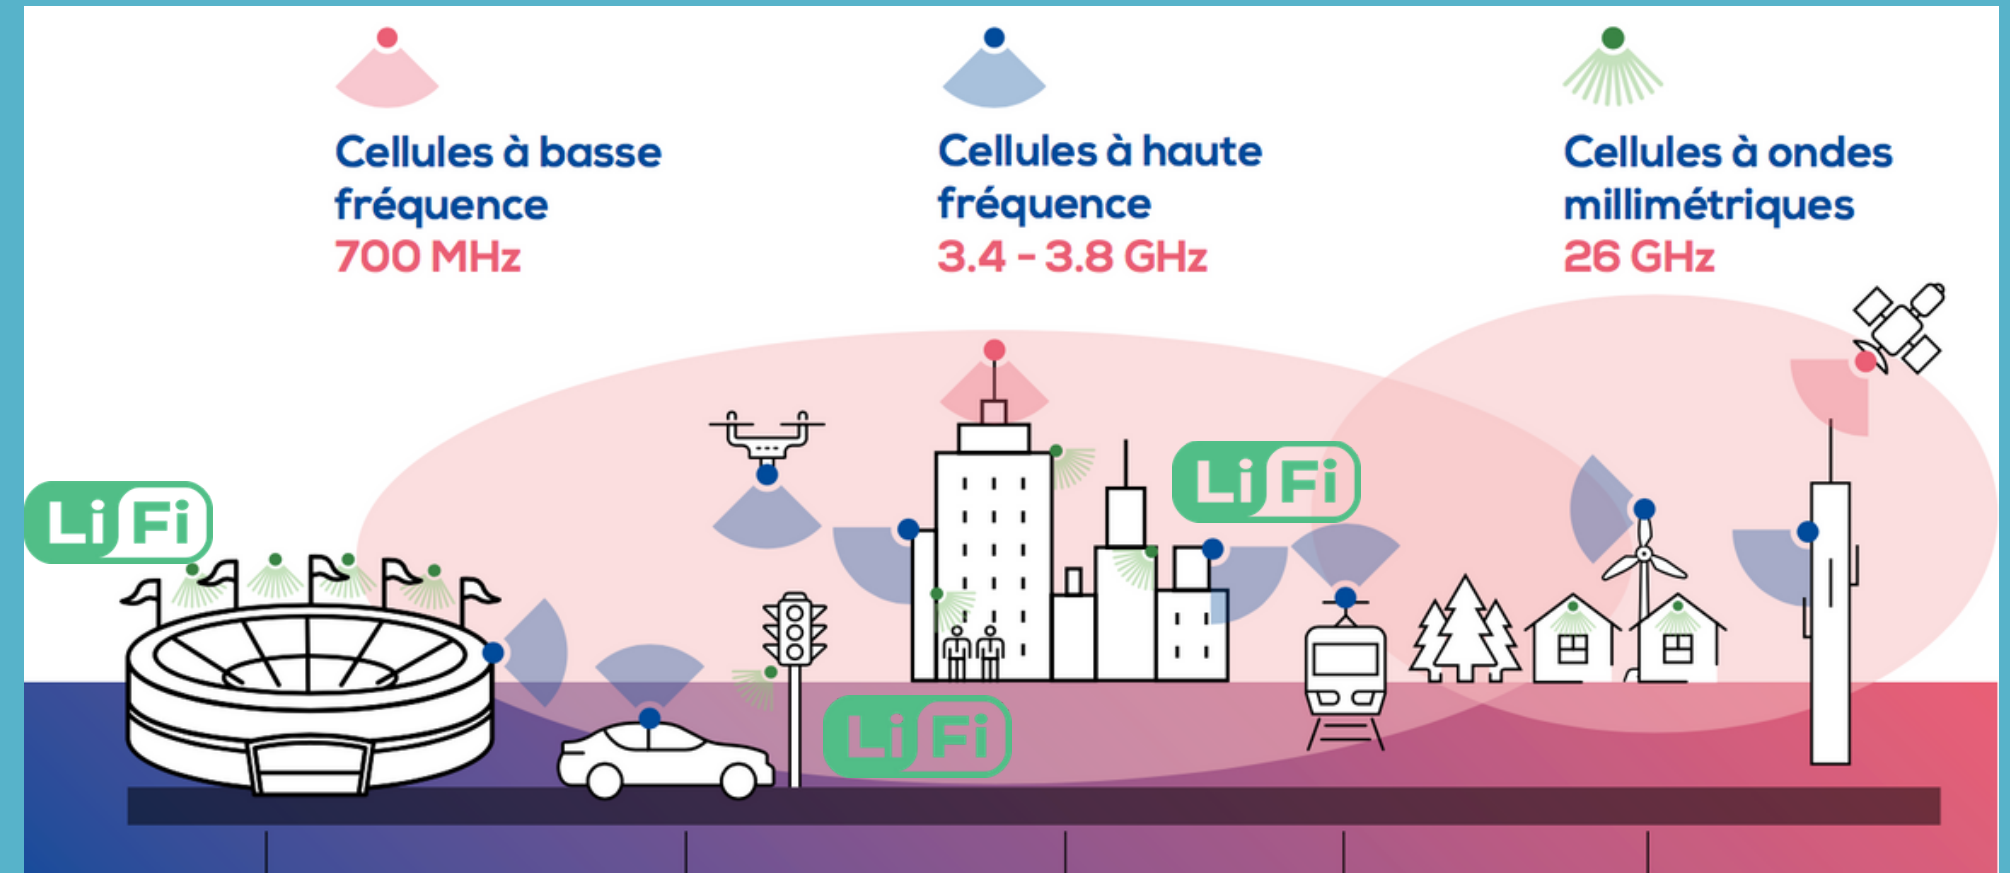 Cellules à basse
fréquence
700 MHz
Cellules à haute
fréquence
3.4 - 3.8 GHz
Cellules à ondes
millimétriques
26 GHz
LiFi
LiFi
LiFi